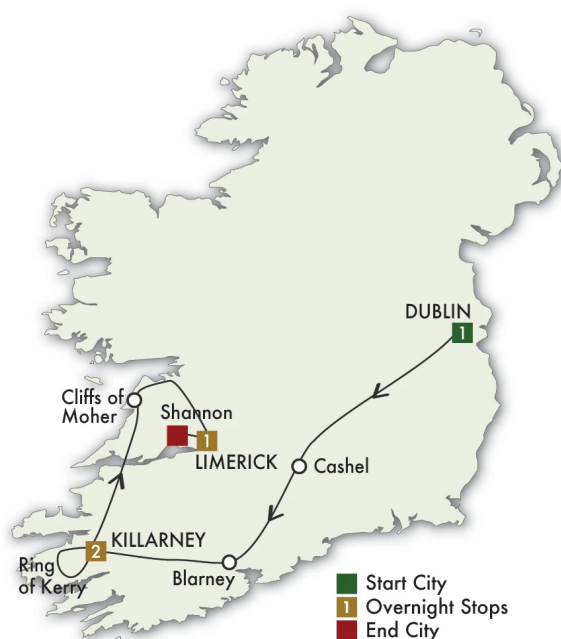 DUBLIN
1
Cliffs of
Moher
Shannon
1
LIMERICK
Cashel
KILLARNEY
2
Ring
of Kerry
Blarney
Start City
1 Overnight Stops
End City